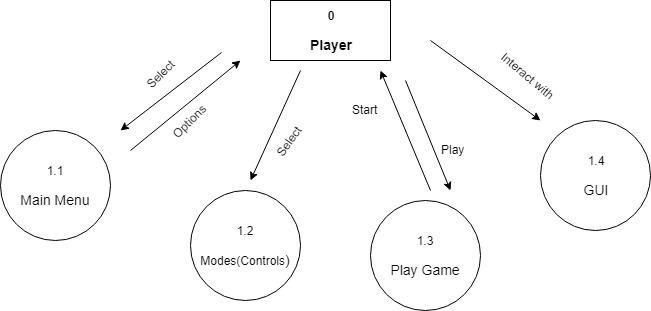 0
Player
Select
Options
Select
Start
Play
Interact with
1.1
Main Menu
1.2
Modes(Controls)
1.3
Play Game
1.4
GUI